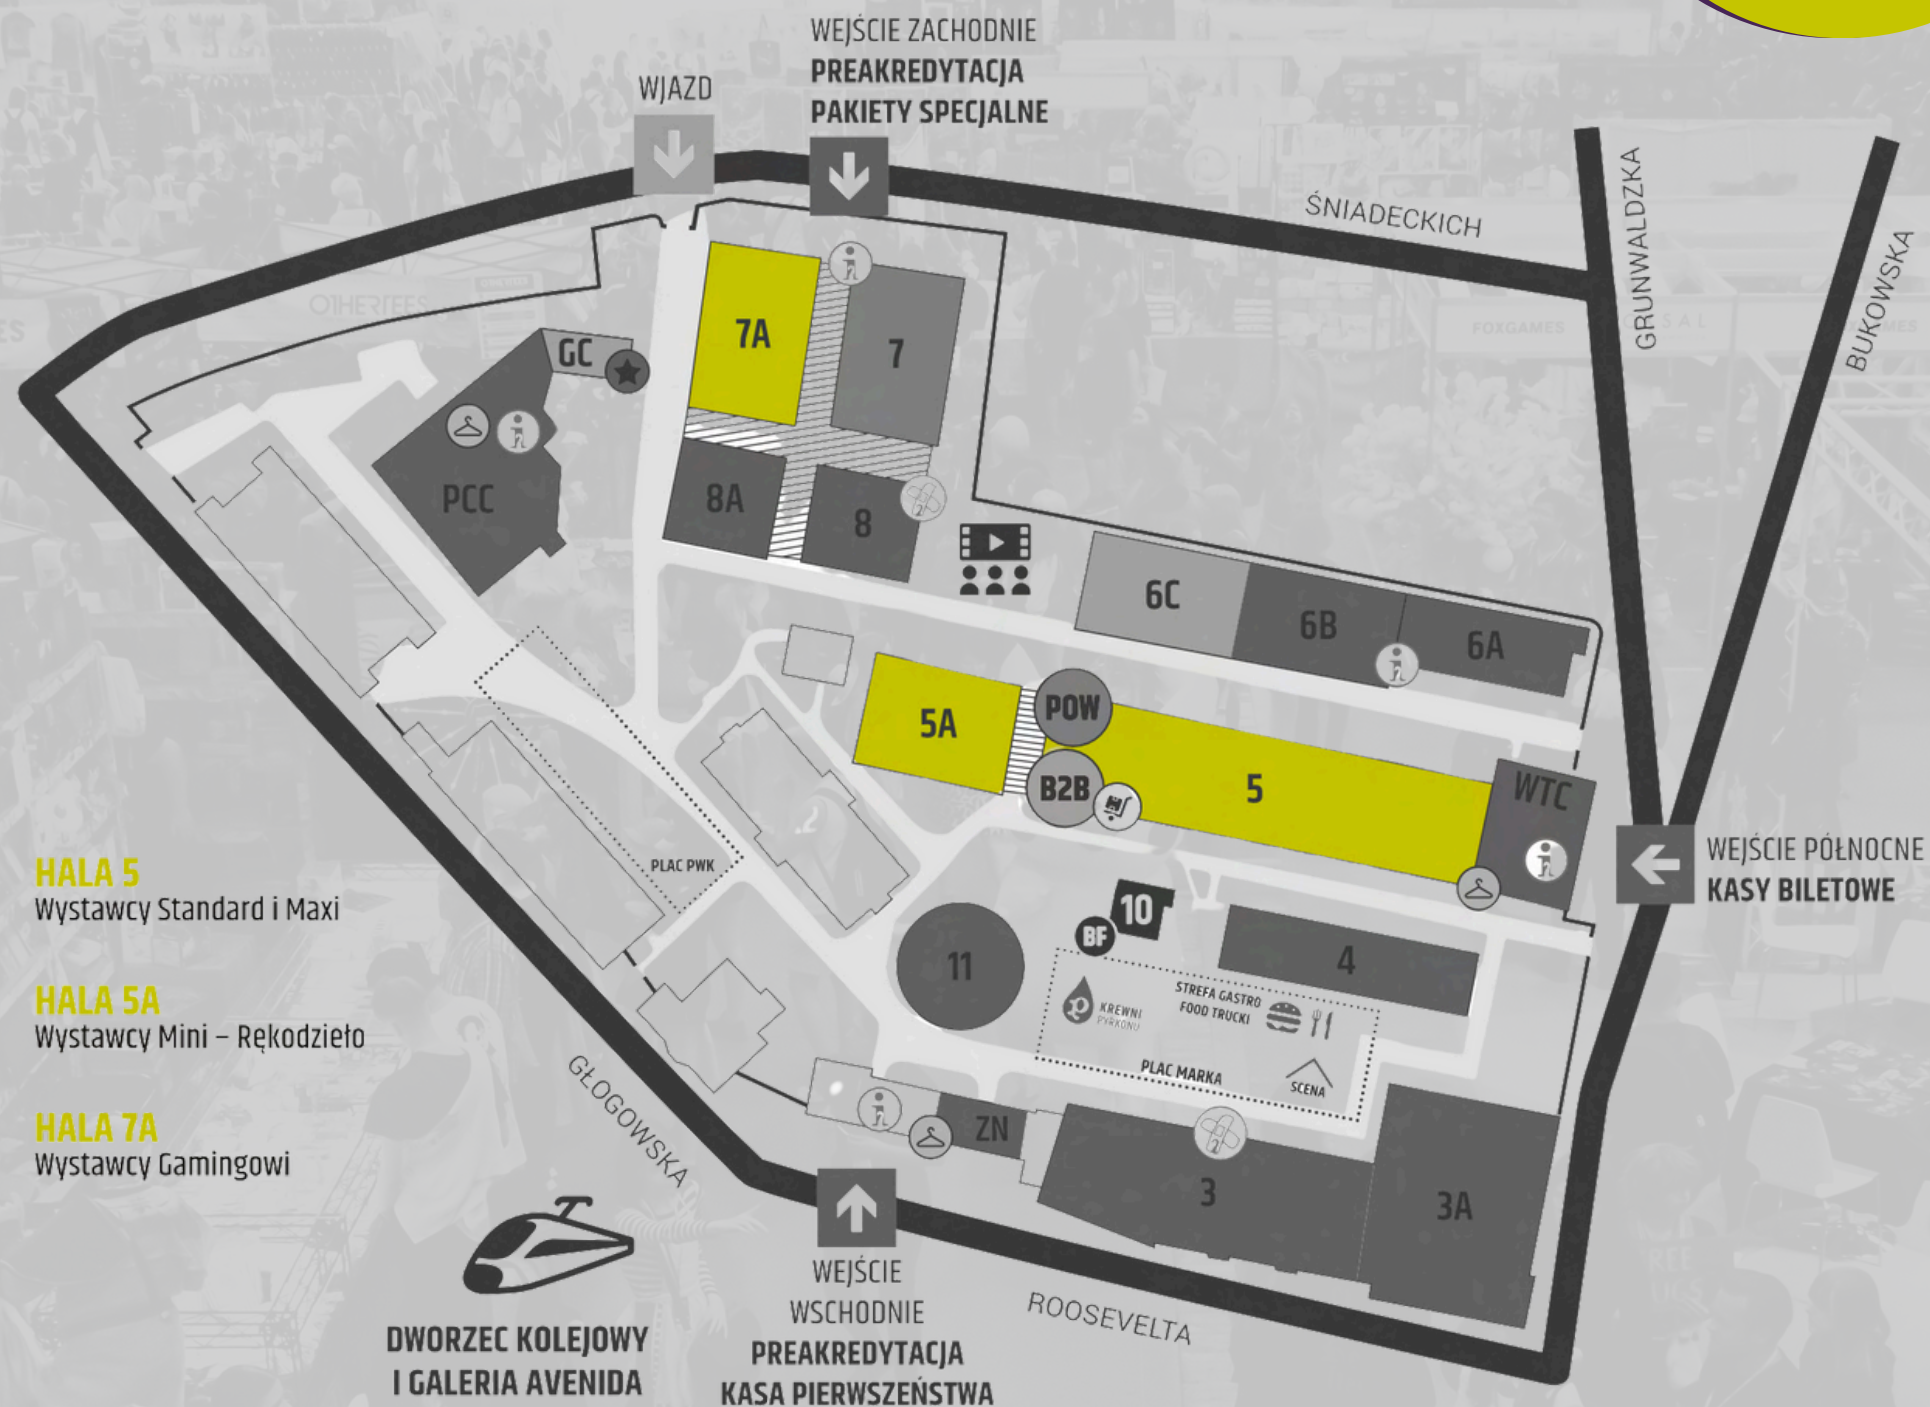 WEJŚCIE ZACHODNIE
PREAKREDYTACJA
PAKIETY SPECJALNE
WJAZD
ŚNIADECKICH
GRUNWALDZKA
BUKOWSKA
OTHERTEES
FOXGAMES
7A
7
GC
PCC
8A
8
6C
6B
6A
5A
POW
B2B
5
WTC
WEJŚCIE PÓŁNOCNE
KASY BILETOWE
PLAC PWK
HALA 5
Wystawcy Standard i Maxi
HALA 5A
Wystawcy Mini – Rękodzieło
HALA 7A
Wystawcy Gamingowi
10
BF
11
4
KREWNI
PYRKONU
STREFA GASTRO
FOOD TRUCKI
PLAC MARKA
SCENA
GŁOGOWSKA
ZN
3
3A
ROOSEVELTA
DWORZEC KOLEJOWY
I GALERIA AVENIDA
WEJŚCIE
WSCHODNIE
PREAKREDYTACJA
KASA PIERWSZEŃSTWA